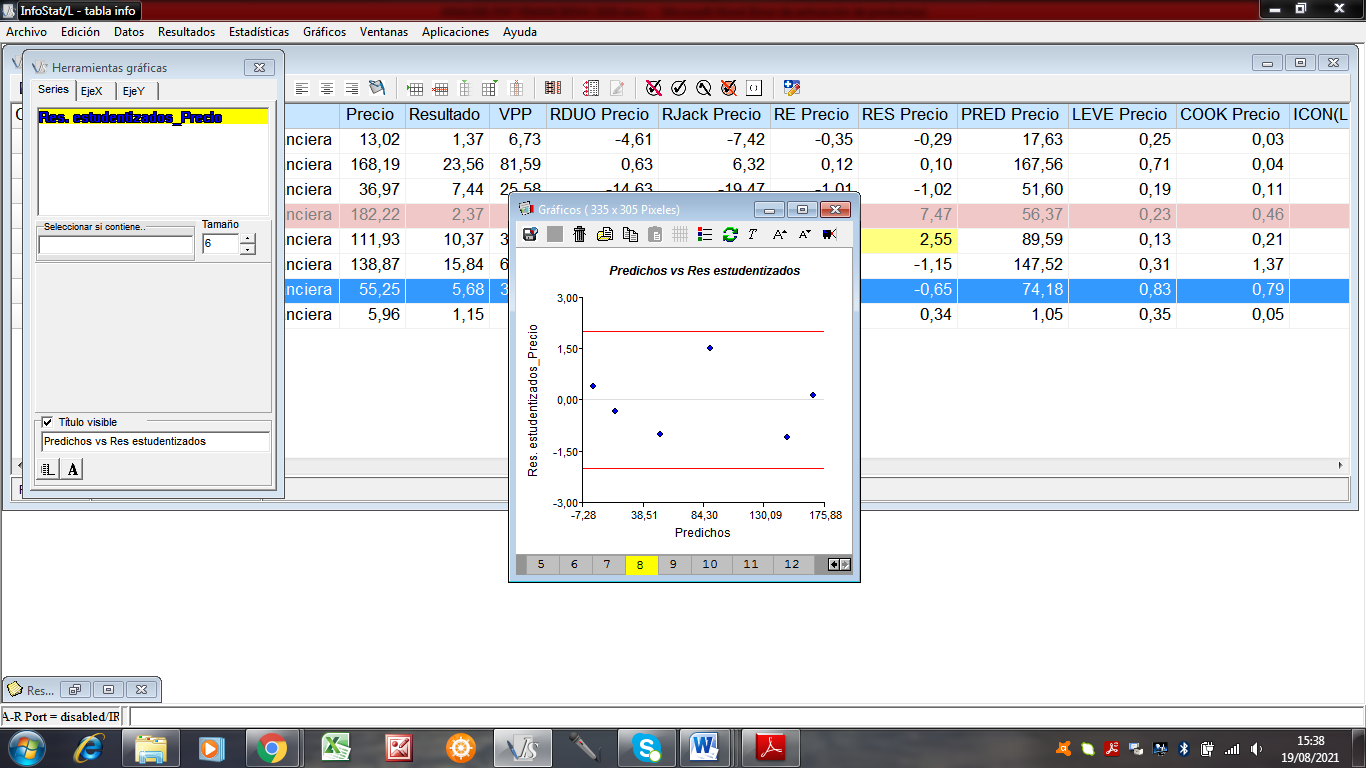 InfoStat/L - tabla info
Archivo Edición Datos Resultados Estadísticas Gráficos Ventanas Aplicaciones Ayuda
Herramientas gráficas
Series EjeX EjeY
Res. estudentizados_Precio
Seleccionar si contiene..
Tamaño
6
Título visible
Predichos vs Res estudentizados
Precio Resultado VPP RDUO Precio RJack Precio RE Precio RES Precio PRED Precio LEVE Precio COOK Precio ICON(L
nciera 13,02 1,37 6,73 -4,61 -7,42 -0,35 -0,29 17,63 0,25 0,03
nciera 168,19 23,56 81,59 0,63 6,32 0,12 0,10 167,56 0,71 0,04
nciera 36,97 7,44 25,58 -14,63 -19,47 -1,01 -1,02 51,60 0,19 0,11
nciera 182,22 2,37 7,47 56,37 0,23 0,46
nciera 111,93 10,37 3 2,55 89,59 0,13 0,21
nciera 138,87 15,84 6 -1,15 147,52 0,31 1,37
nciera 55,25 5,68 3 -0,65 74,18 0,83 0,79
nciera 5,96 1,15 0,34 1,05 0,35 0,05
Gráficos ( 335 x 305 Pixeles)
Predichos vs Res estudentizados
3,00
1,50
0,00
-1,50
-3,00
Res. estudentizados_Precio
-7,28 38,51 84,30 130,09 175,88
Predichos
5 6 7 8 9 10 11 12
Res...
A-R Port = disabled/IR
15:38
19/08/2021